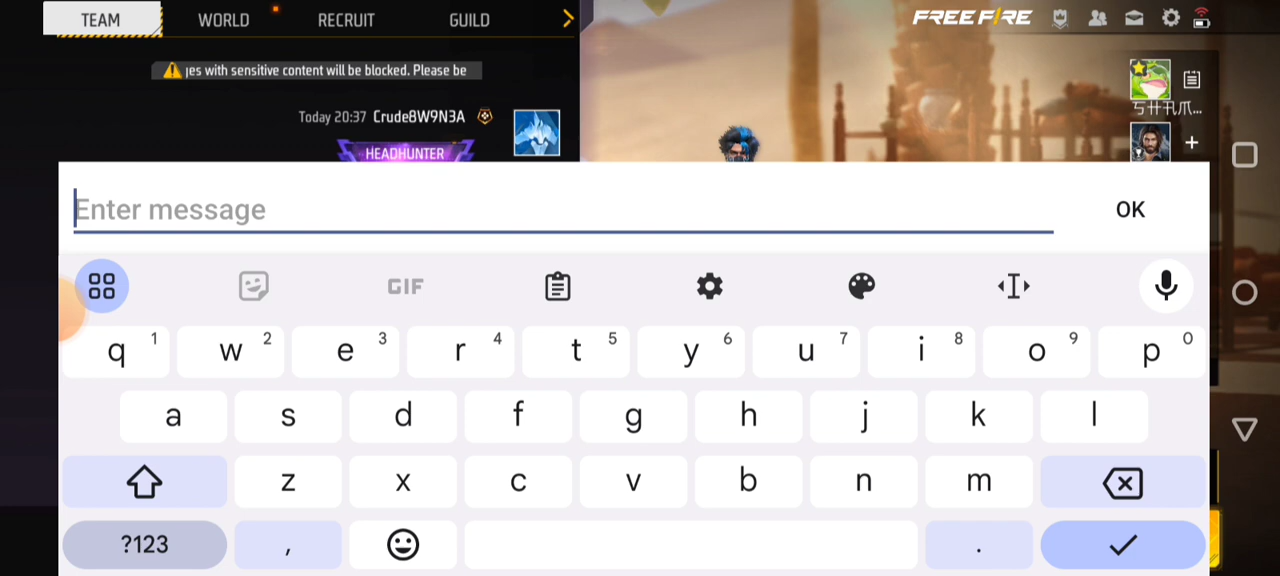 TEAM WORLD RECRUIT GUILD
FREE FIRE
ges with sensitive content will be blocked. Please be
Today 20:37 Crude8W9N3A
HEADHUNTER
Enter message
OK
GIF
q 1 w 2 e 3 r 4 t 5 y 6 u 7 i 8 o 9 p 0
a s d f g h j k l
z x c v b n m
?123 , .